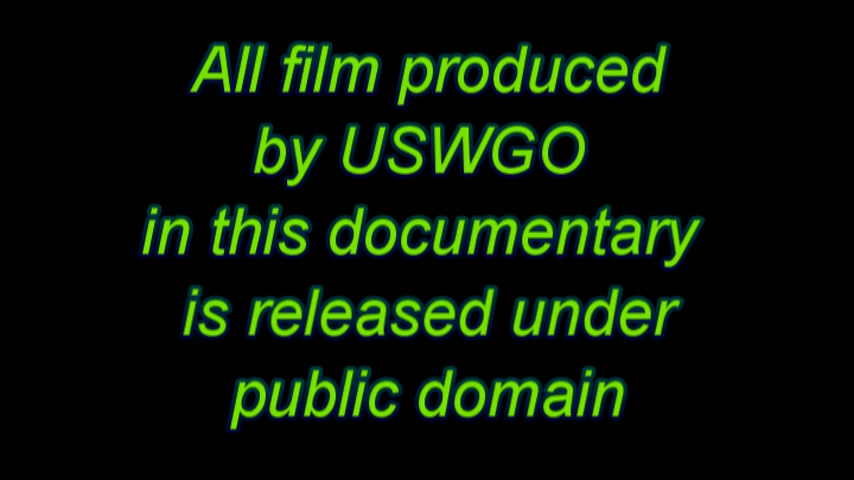 All film produced
by USWGO
in this documentary
is released under
public domain